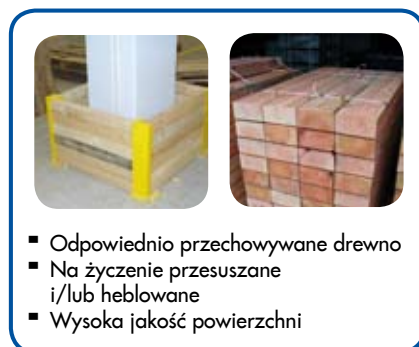 ▪ Odpowiednio przechowywane drewno
▪ Na życzenie przesuszane
i/lub heblowane
▪ Wysoka jakość powierzchni